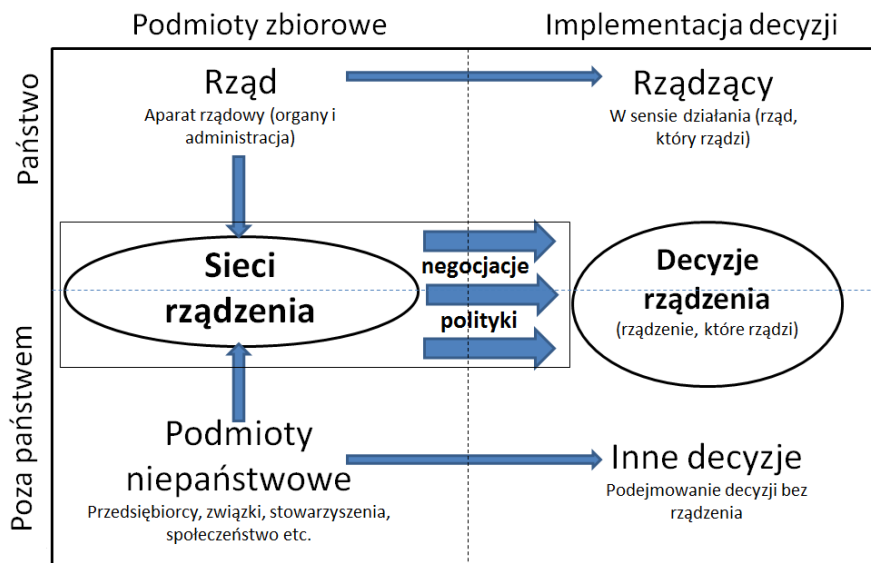 Podmioty zbiorowe
Implementacja decyzji
Państwo
Rząd
Aparat rządowy (organy i
administracja)
Rządzący
W sensie działania (rząd,
który rządzi)
Sieci
rządzenia
negocjacje
polityki
Decyzje
rządzenia
(rządzenie, które rządzi)
Poza państwem
Podmioty
niepaństwowe
Przedsiębiorcy, związki, stowarzyszenia,
społeczeństwo etc.
Inne decyzje
Podejmowanie decyzji bez
rządzenia